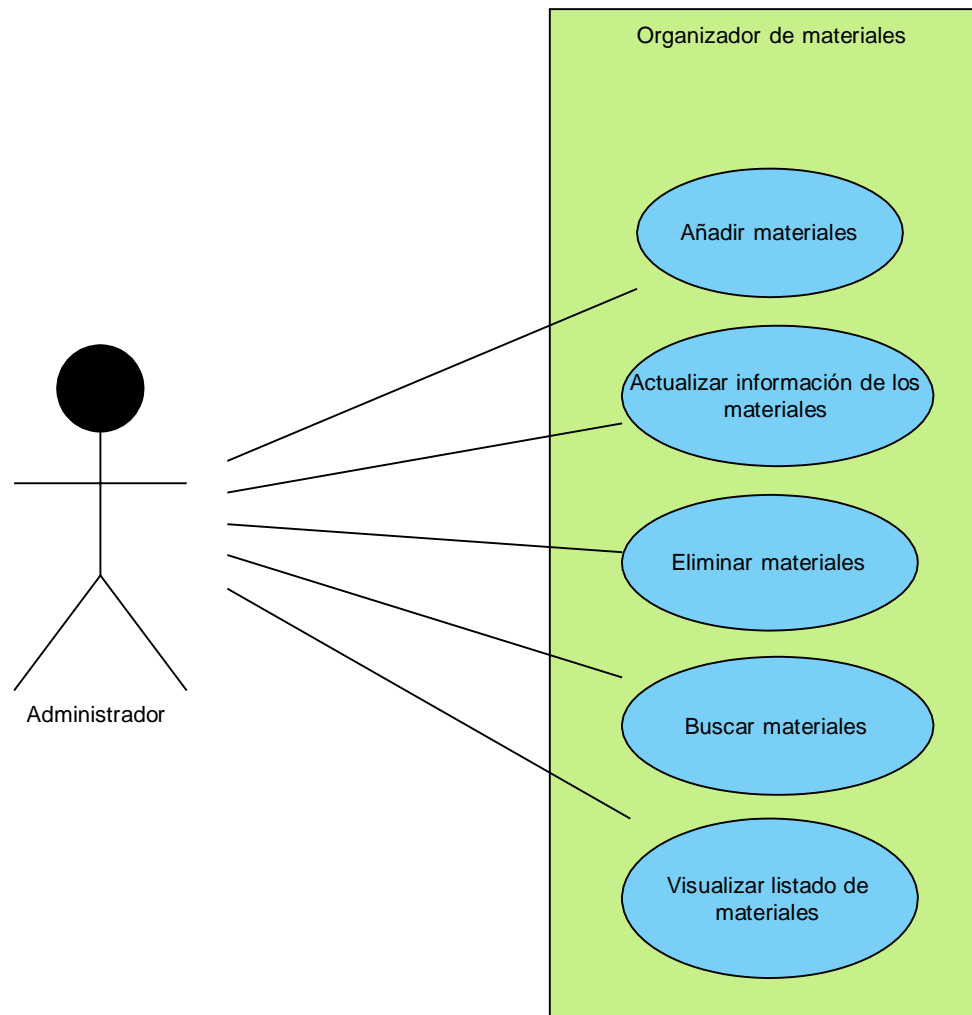 Organizador de materiales
Añadir materiales
Actualizar información de los
materiales
Eliminar materiales
Administrador
Buscar materiales
Visualizar listado de
materiales